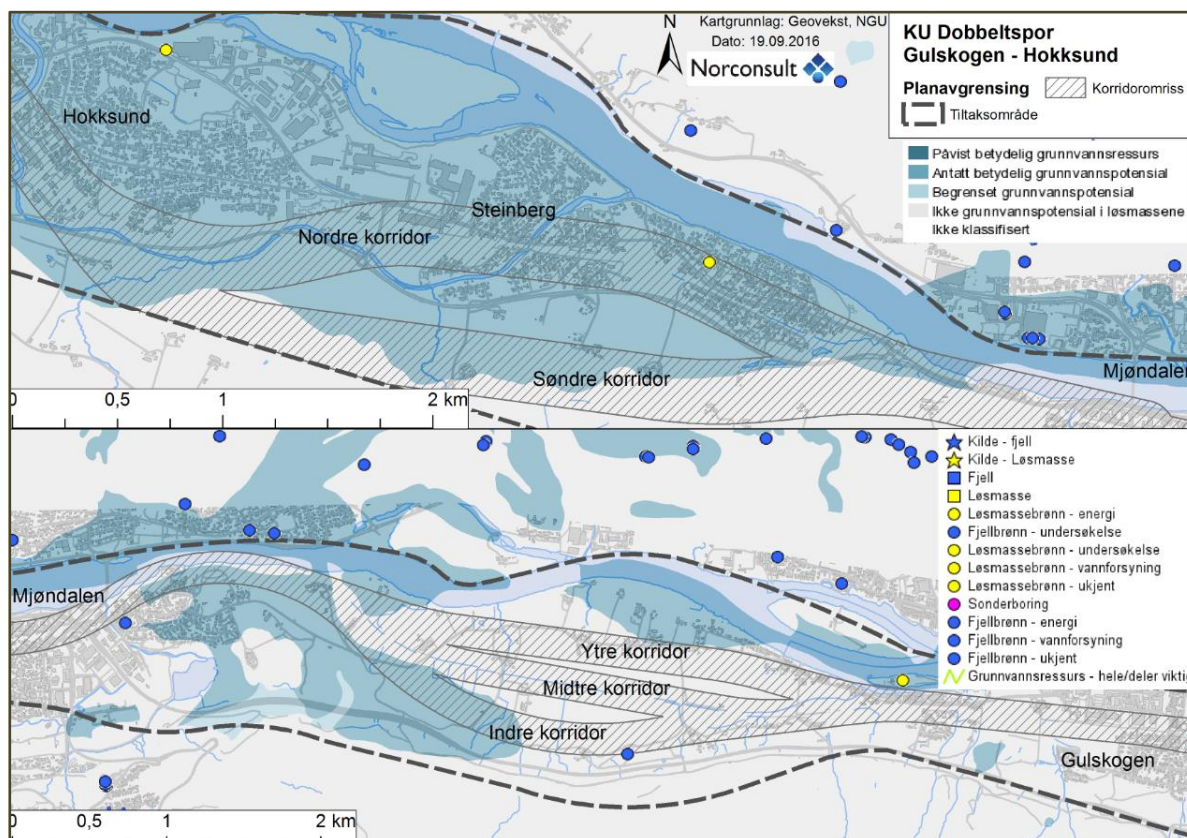 Kartgrunnlag: Geovekst, NGU
Dato: 19.09.2016
N
Norconsult
KU Dobbeltspor
Gulskogen - Hokksund
Planavgrensing
Korridoromriss
Tiltaksområde
Påvist betydelig grunnvannsressurs
Antatt betydelig grunnvannspotensial
Begrenset grunnvannspotensial
Ikke grunnvannspotensial i løsmassene
Ikke klassifisert
Hokksund
Steinberg
Nordre korridor
Søndre korridor
Mjøndalen
0 0,5 1 2 km
Kilde - fjell
Kilde - Løsmasse
Fjell
Løsmasse
Løsmassebrønn - energi
Fjellbrønn - undersøkelse
Løsmassebrønn - undersøkelse
Løsmassebrønn - vannforsyning
Løsmassebrønn - ukjent
Sonderboring
Fjellbrønn - energi
Fjellbrønn - vannforsyning
Fjellbrønn - ukjent
Grunnvannsressurs - hele/deler viktig
Mjøndalen
Ytre korridor
Midtre korridor
Indre korridor
Gulskogen
0 0,5 1 2 km